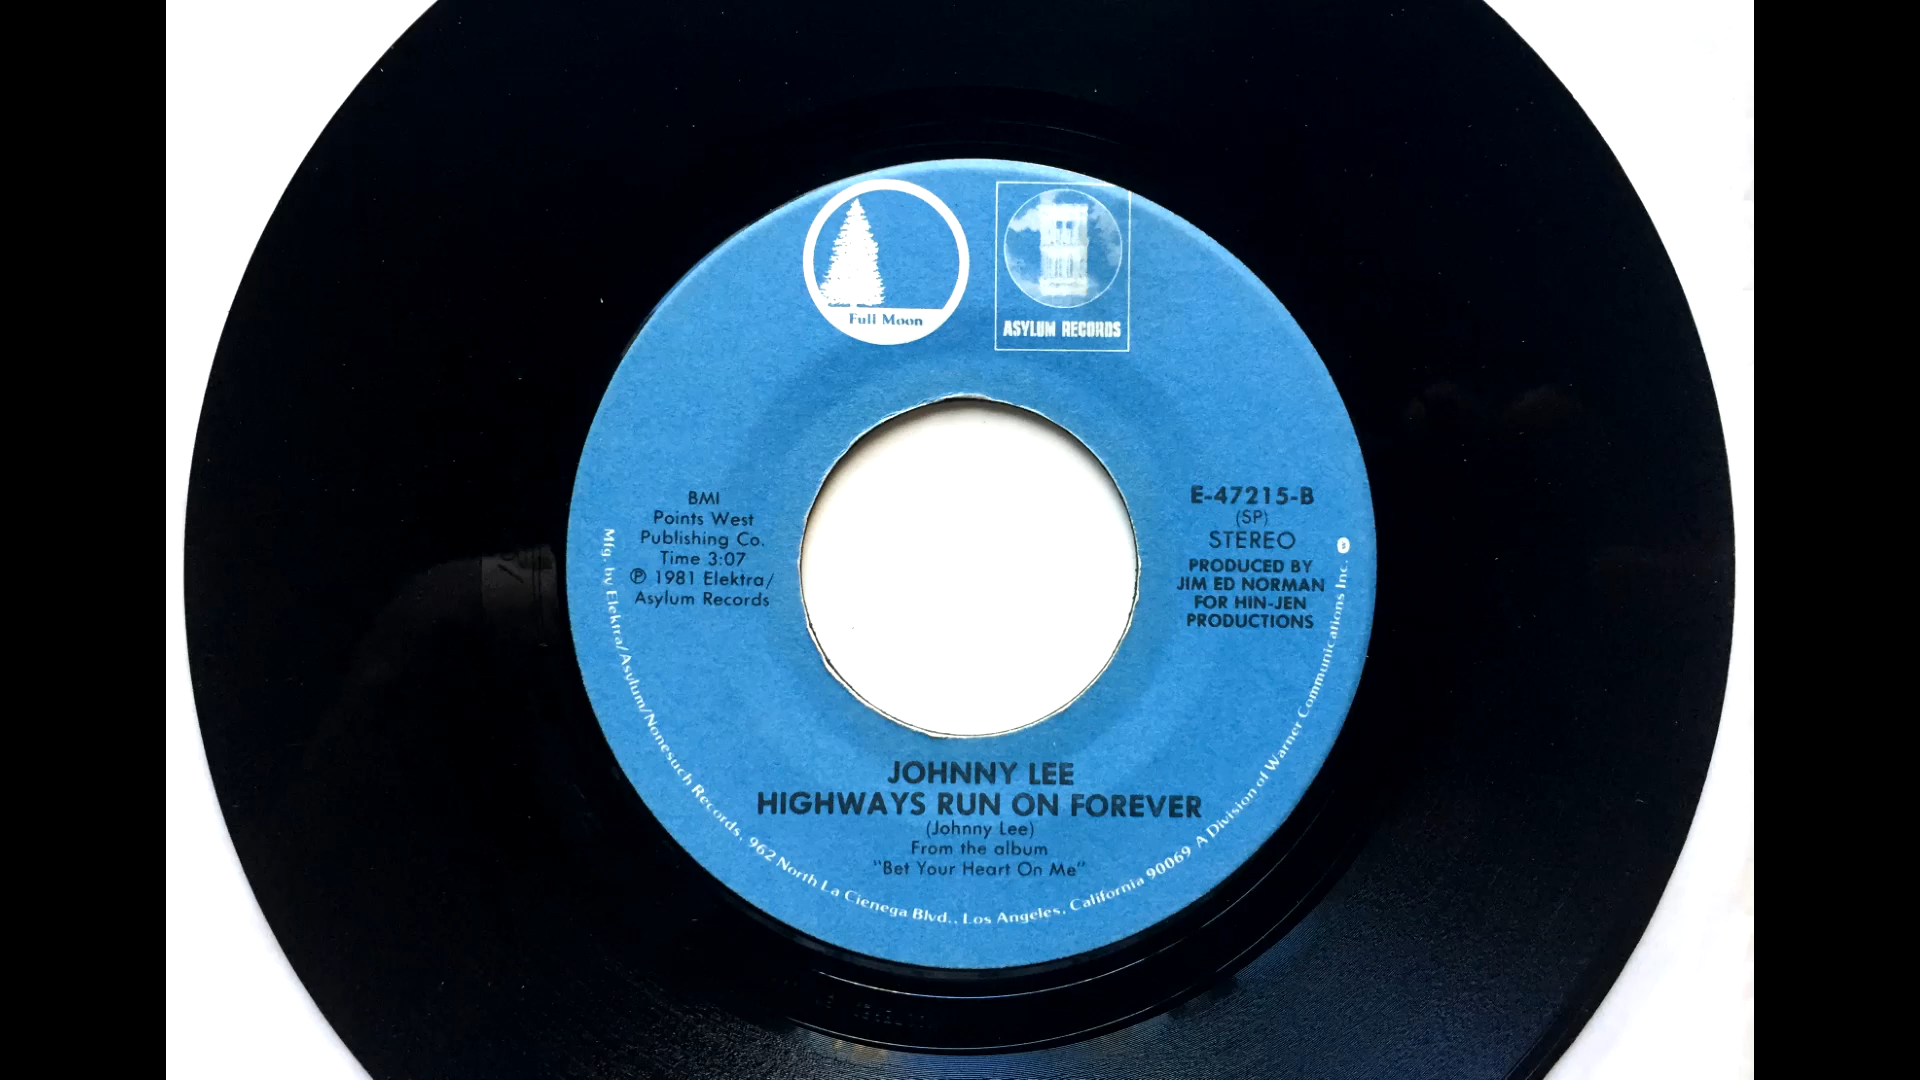 Full Moon
ASYLUM RECORDS
BMI
Points West
Publishing Co.
Time 3:07
Ⓟ 1981 Elektra/
Asylum Records
E-47215-B
(SP)
STEREO
PRODUCED BY
JIM ED NORMAN
FOR HIN-JEN
PRODUCTIONS
JOHNNY LEE
HIGHWAYS RUN ON FOREVER
(Johnny Lee)
From the album
"Bet Your Heart On Me"
Mfg. by Elektra/Asylum/Nonesuch Records, 962 North La Cienega Blvd., Los Angeles, California 90069 A Division of Warner Communications Inc.